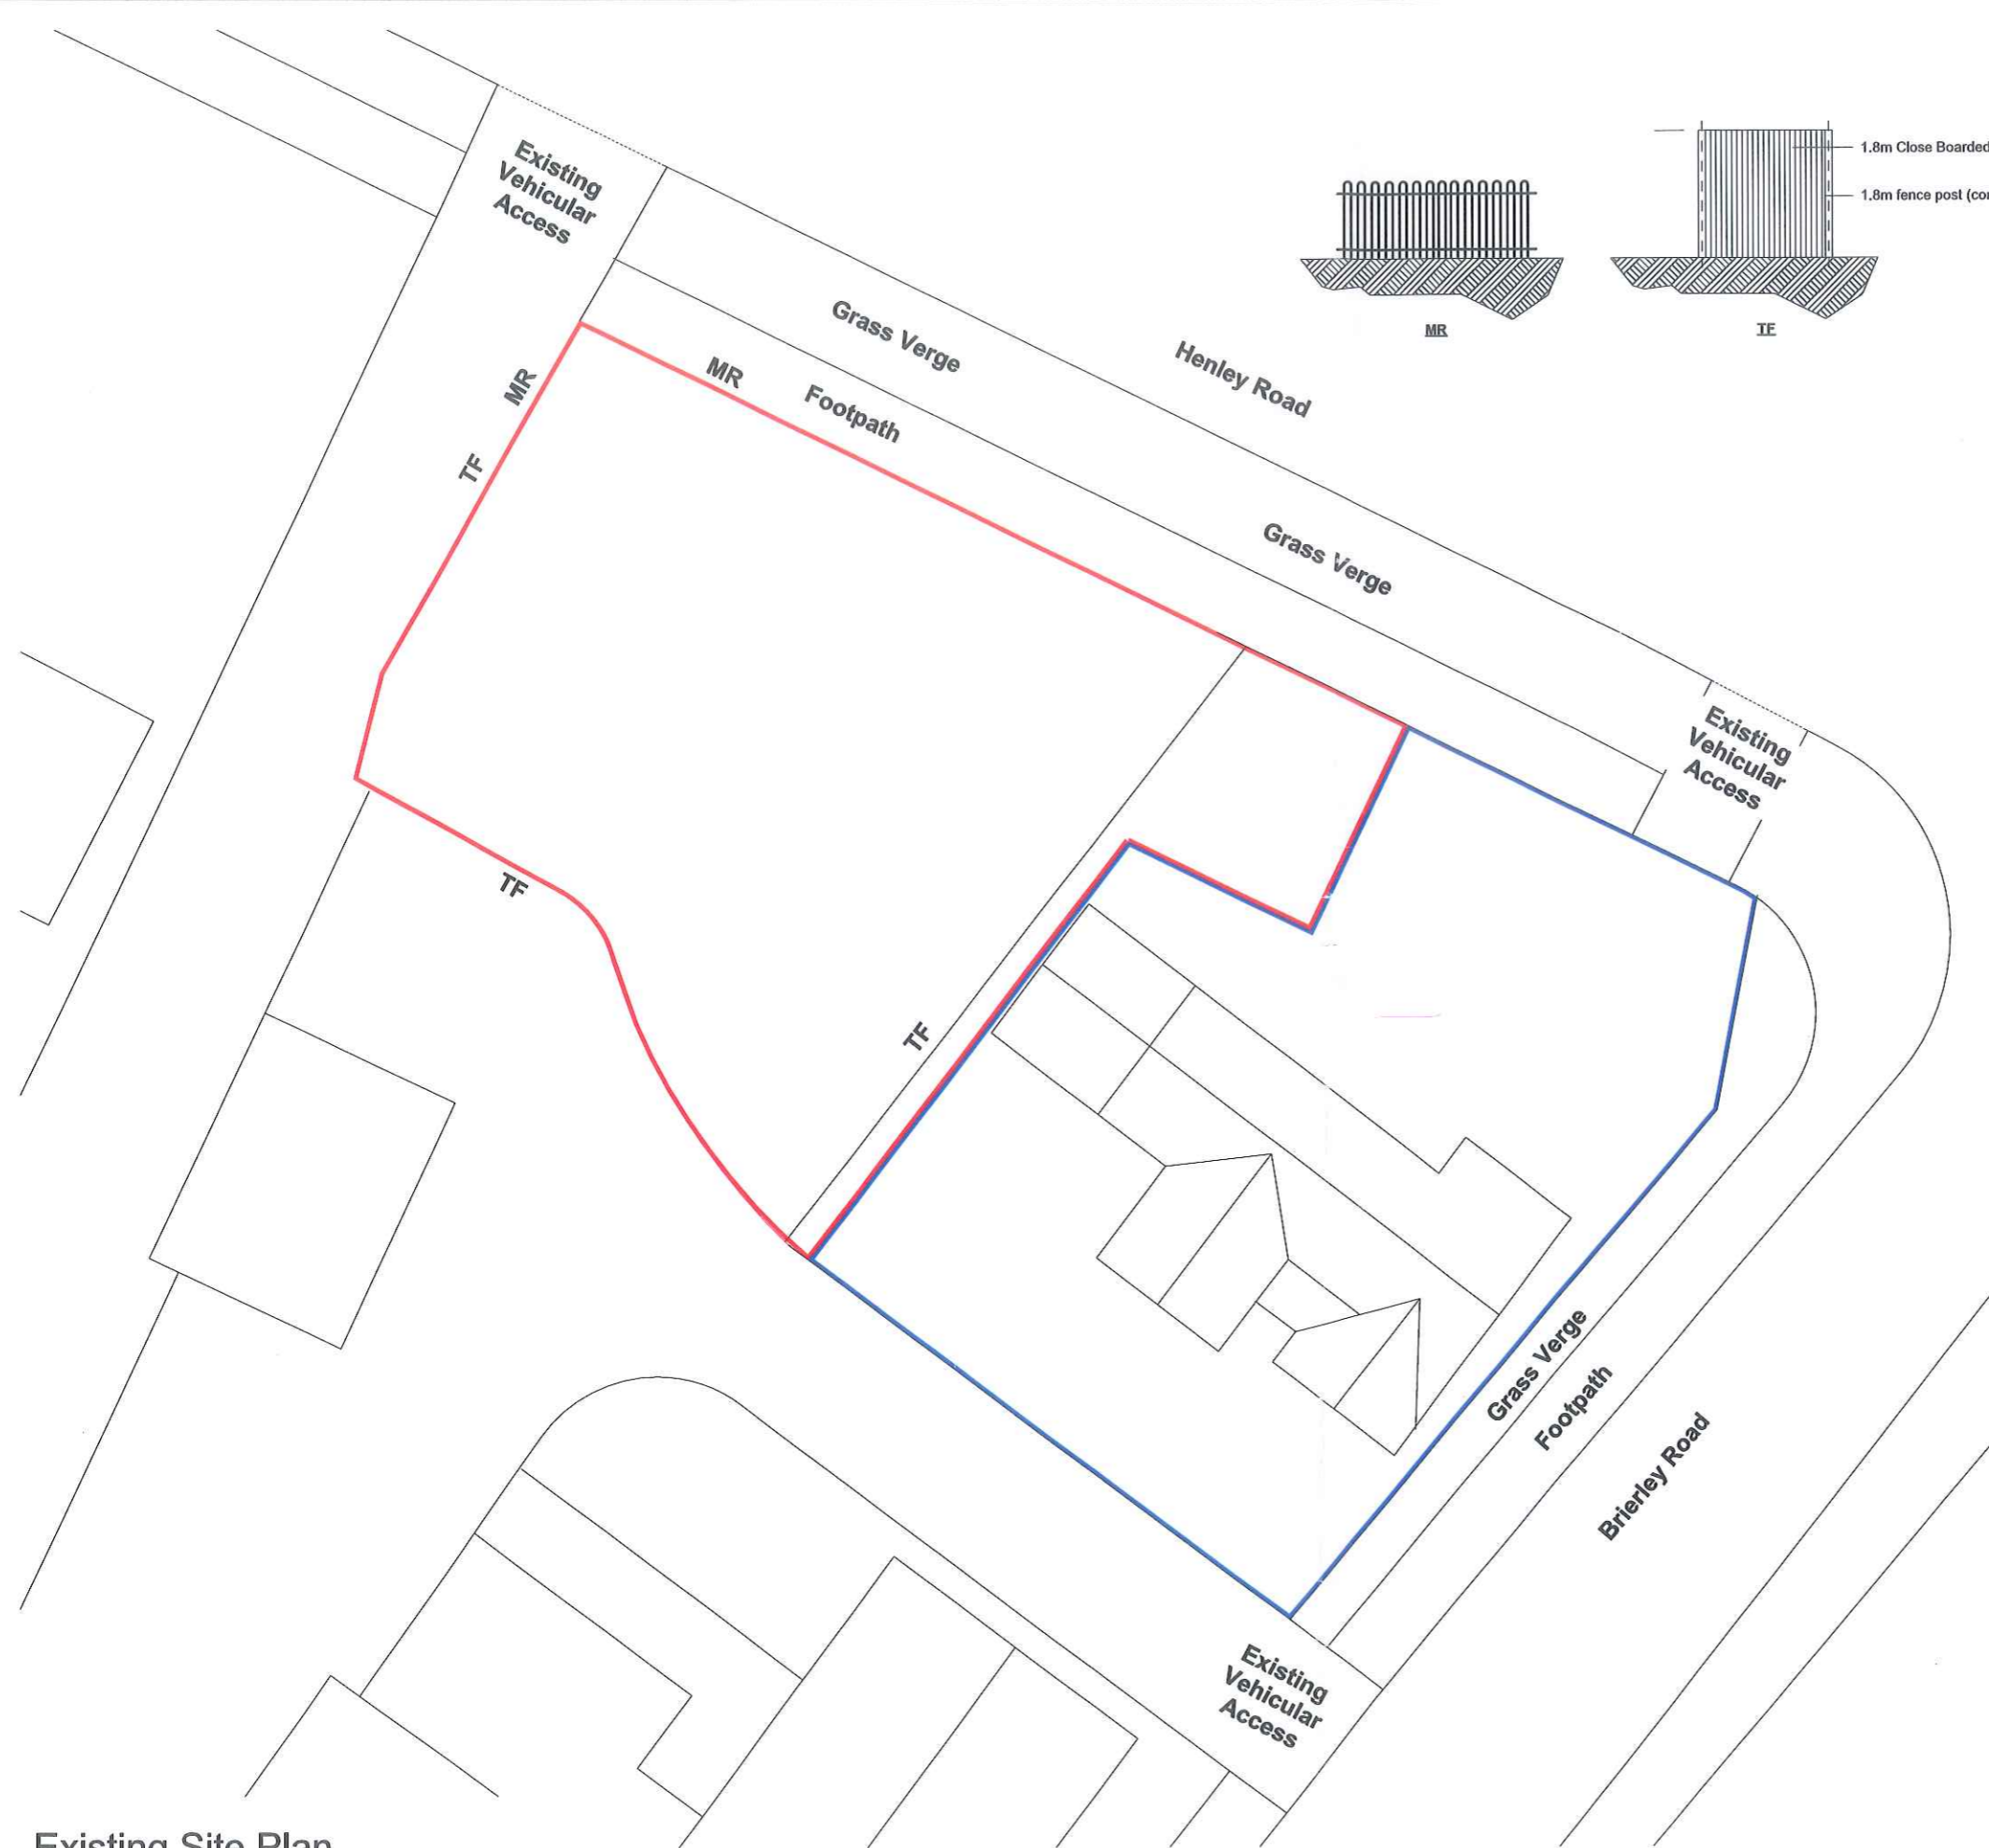 Existing
Vehicular
Access
1.8m Close Boarded
1.8m fence post
MR
TF
Grass Verge
Henley Road
MR
MR
Footpath
TF
Grass Verge
Existing
Vehicular
Access
TF
TF
Grass Verge
Footpath
Brierley Road
Existing
Vehicular
Access
Existing Site Plan